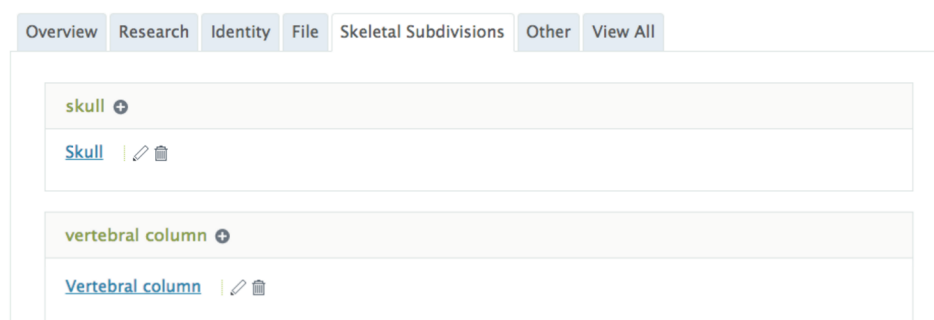 Overview Research Identity File Skeletal Subdivisions Other View All
skull
Skull
vertebral column
Vertebral column